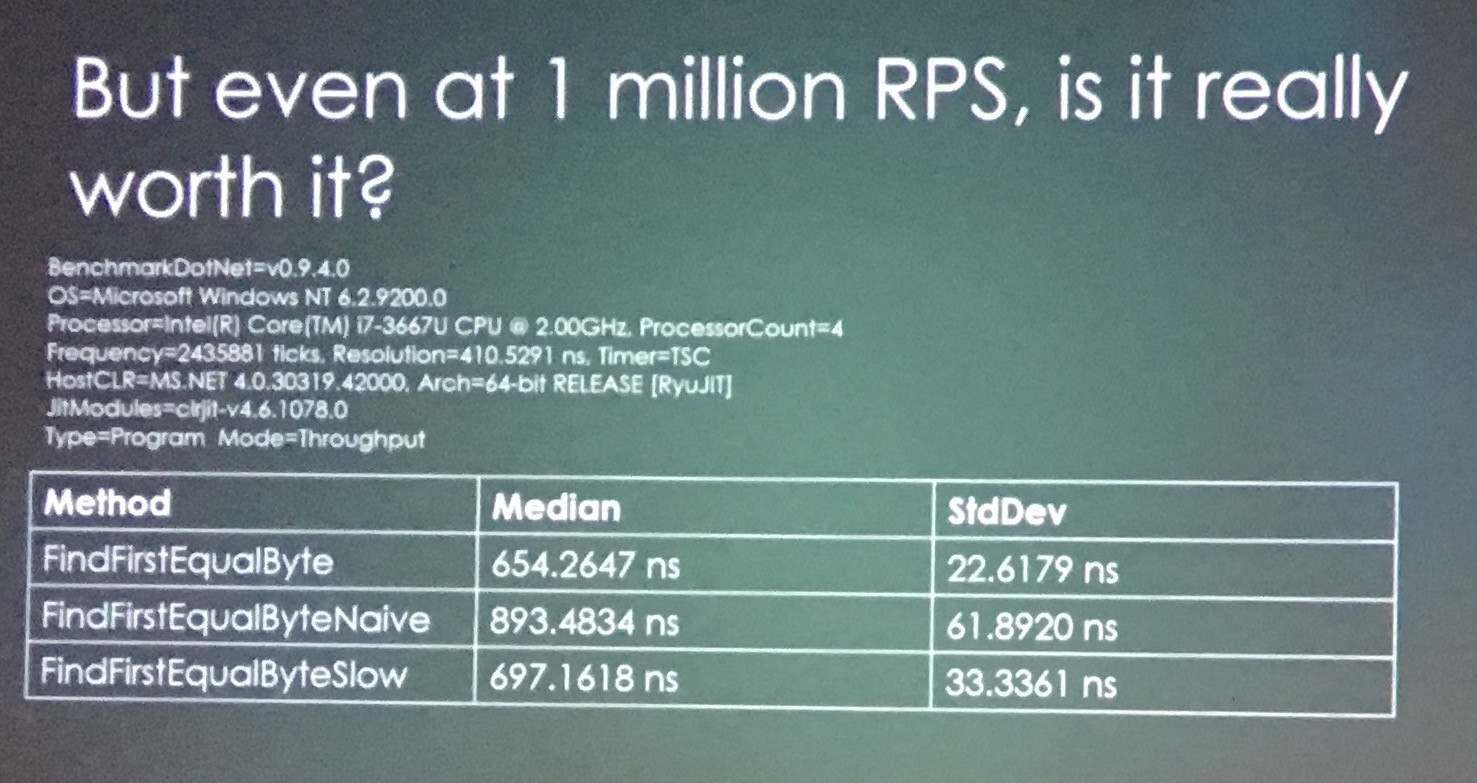 But even at 1 million RPS, is it really
worth it?
BenchmarkDotNet=v0.9.4.0
OS=Microsoft Windows NT 6.2.9200.0
Processor=Intel(R) Core(TM) i7-3667U CPU @ 2.00GHz, ProcessorCount=4
Frequency=2435881 ticks, Resolution=410.5291 ns, Timer=TSC
HostCLR=MS.NET 4.0.30319.42000, Arch=64-bit RELEASE [RyuJIT]
JitModules=clrjit-v4.6.1078.0
Type=Program Mode=Throughput
Method Median StdDev
FindFirstEqualByte 654.2647 ns 22.6179 ns
FindFirstEqualByteNaive 893.4834 ns 61.8920 ns
FindFirstEqualByteSlow 697.1618 ns 33.3361 ns